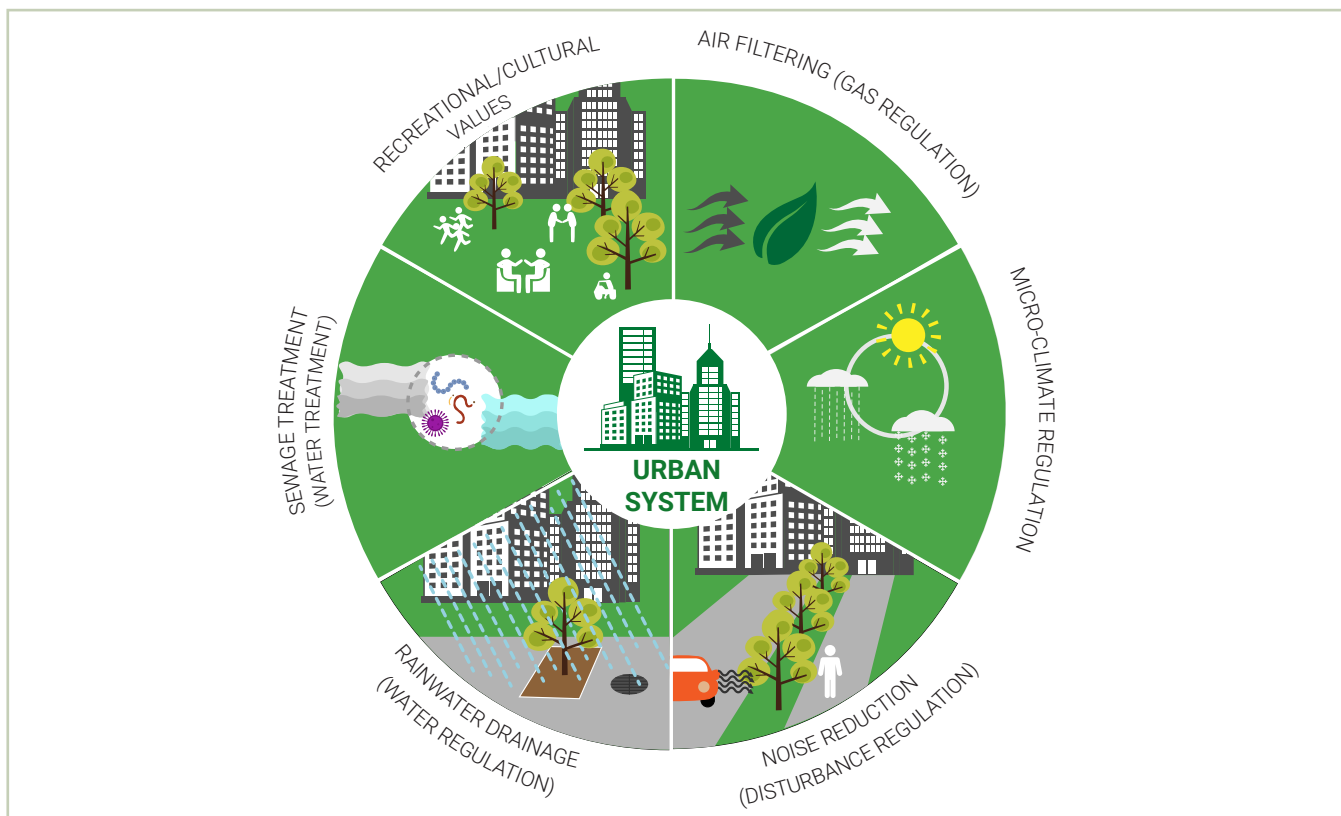 RECREATIONAL/CULTURAL
VALUES
AIR FILTERING (GAS REGULATION)
MICRO-CLIMATE REGULATION
NOISE REDUCTION
(DISTURBANCE REGULATION)
RAINWATER DRAINAGE
(WATER REGULATION)
SEWAGE TREATMENT
(WATER TREATMENT)
URBAN
SYSTEM